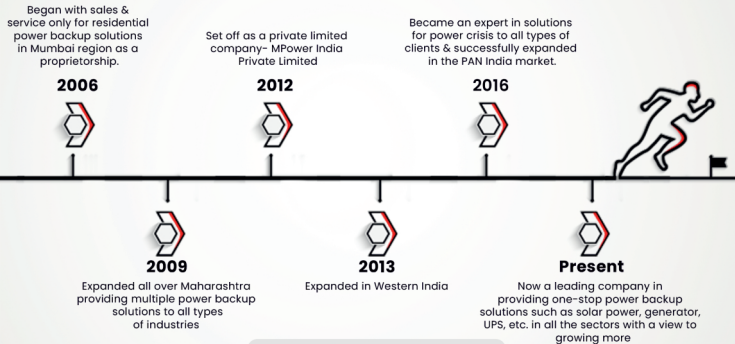 Began with sales &
service only for residential
power backup solutions
in Mumbai region as a
proprietorship.
2006
Set off as a private limited
company- MPower India
Private Limited
2012
Became an expert in solutions
for power crisis to all types of
clients & successfully expanded
in the PAN India market.
2016
2009
Expanded all over Maharashtra
providing multiple power backup
solutions to all types
of industries
2013
Expanded in Western India
Present
Now a leading company in
providing one-stop power backup
solutions such as solar power, generator,
UPS, etc. in all the sectors with a view to
growing more